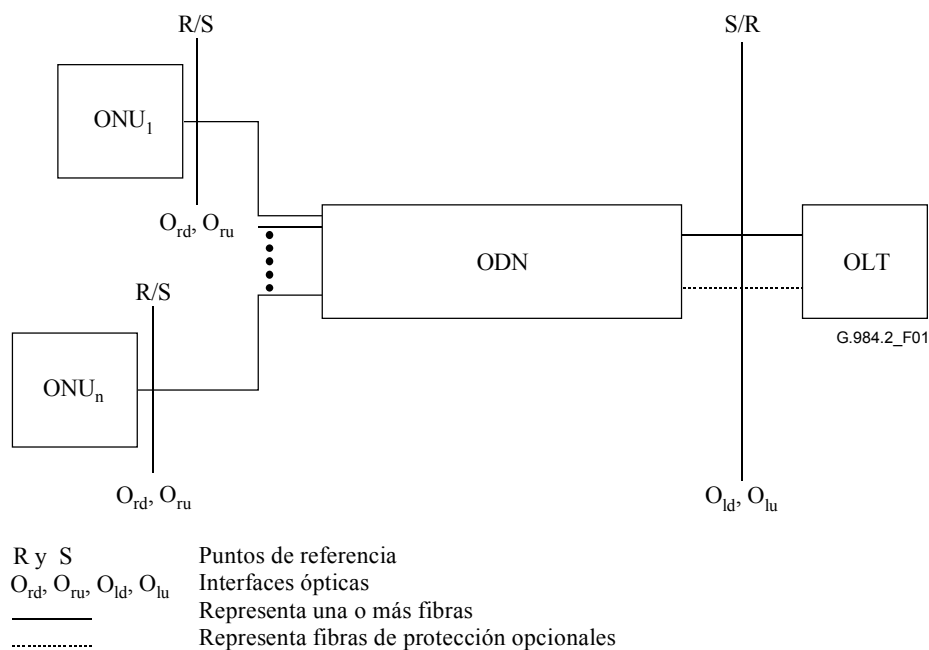 R/S
S/R
ONU1
Ord, Oru
ODN
OLT
R/S
G.984.2_F01
ONUn
Ord, Oru
Old, Olu
R y S Puntos de referencia
Ord, Oru, Old, Olu Interfaces ópticas
Representa una o más fibras
Representa fibras de protección opcionales